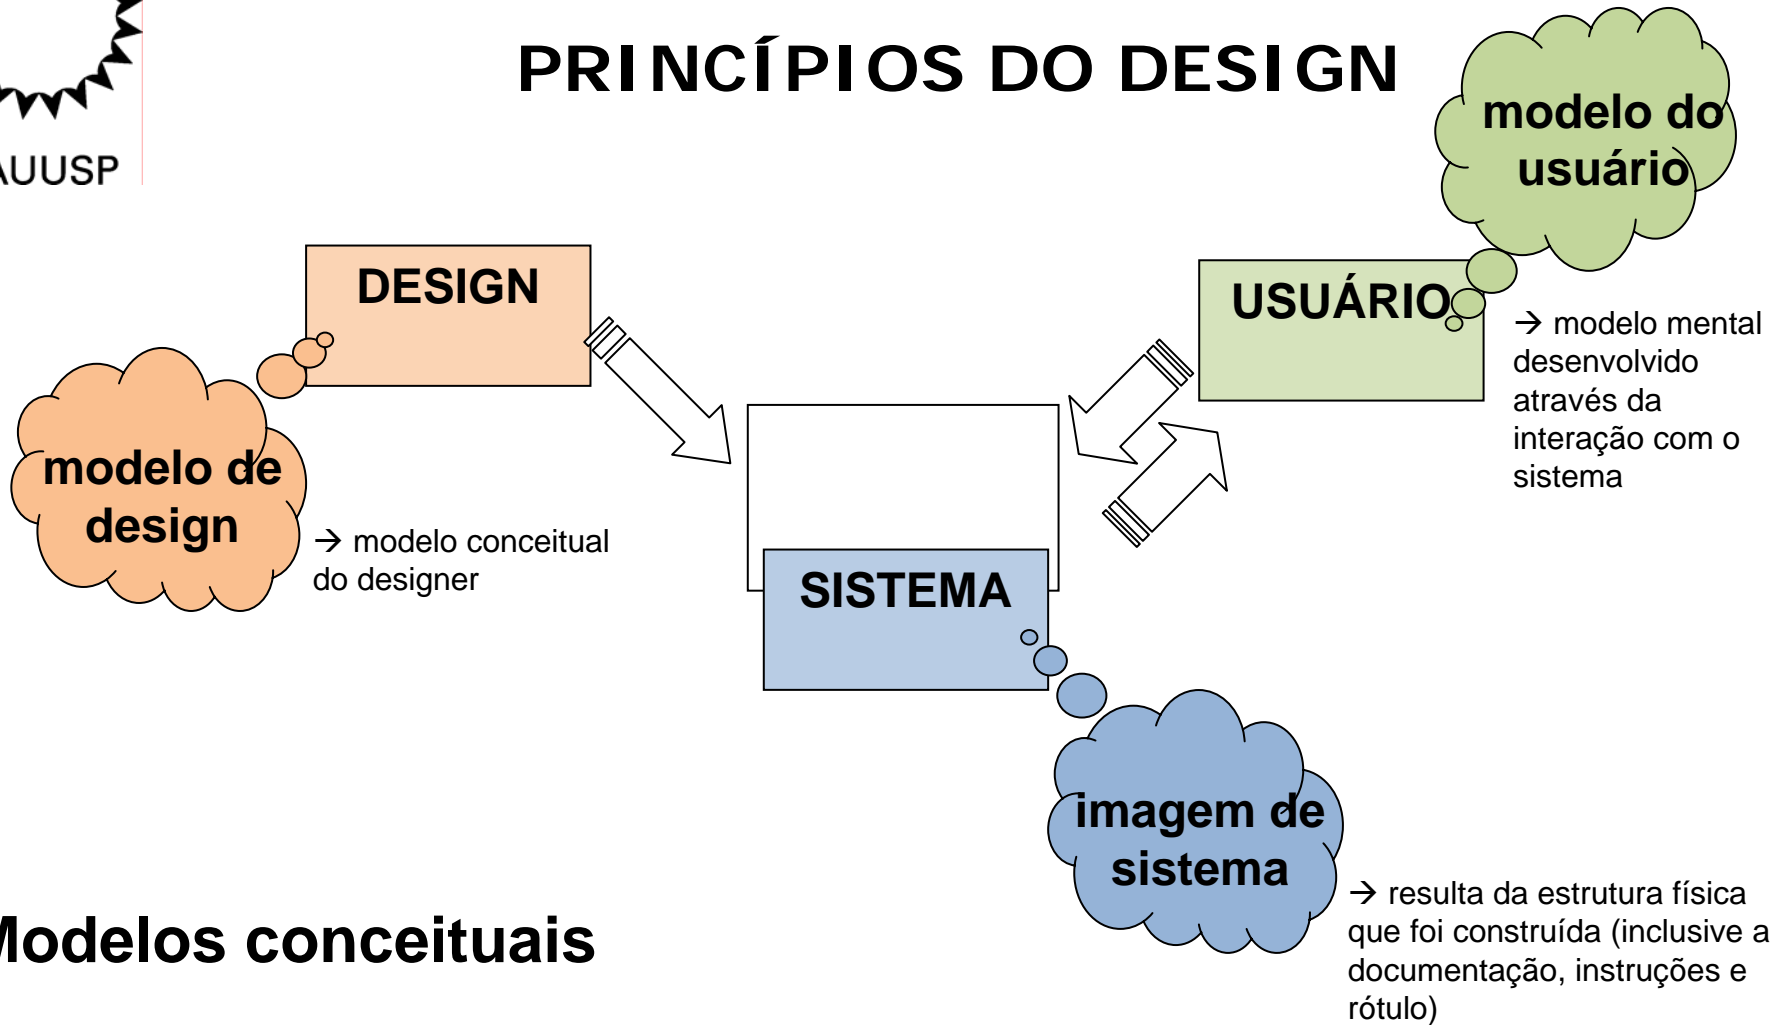 PRINCÍPIOS DO DESIGN
AUUSP
modelo do
usuário
DESIGN
USUÁRIO
→ modelo mental
desenvolvido
através da
interação com o
sistema
modelo de
design
→ modelo conceitual
do designer
SISTEMA
imagem de
sistema
→ resulta da estrutura física
que foi construída (inclusive a
documentação, instruções e
rótulo)
Modelos conceituais